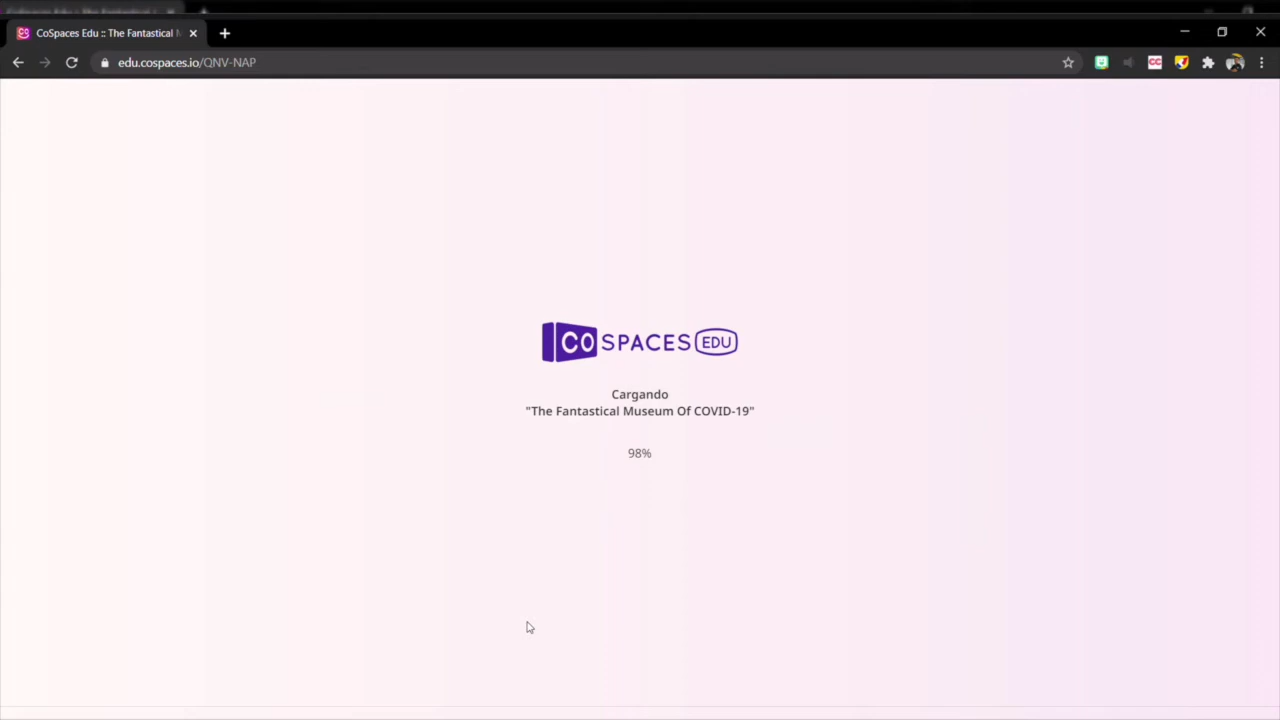 CoSpaces Edu :: The Fantastical M
edu.cospaces.io/QNV-NAP
CC
CO SPACES EDU
Cargando
"The Fantastical Museum Of COVID-19"
98%